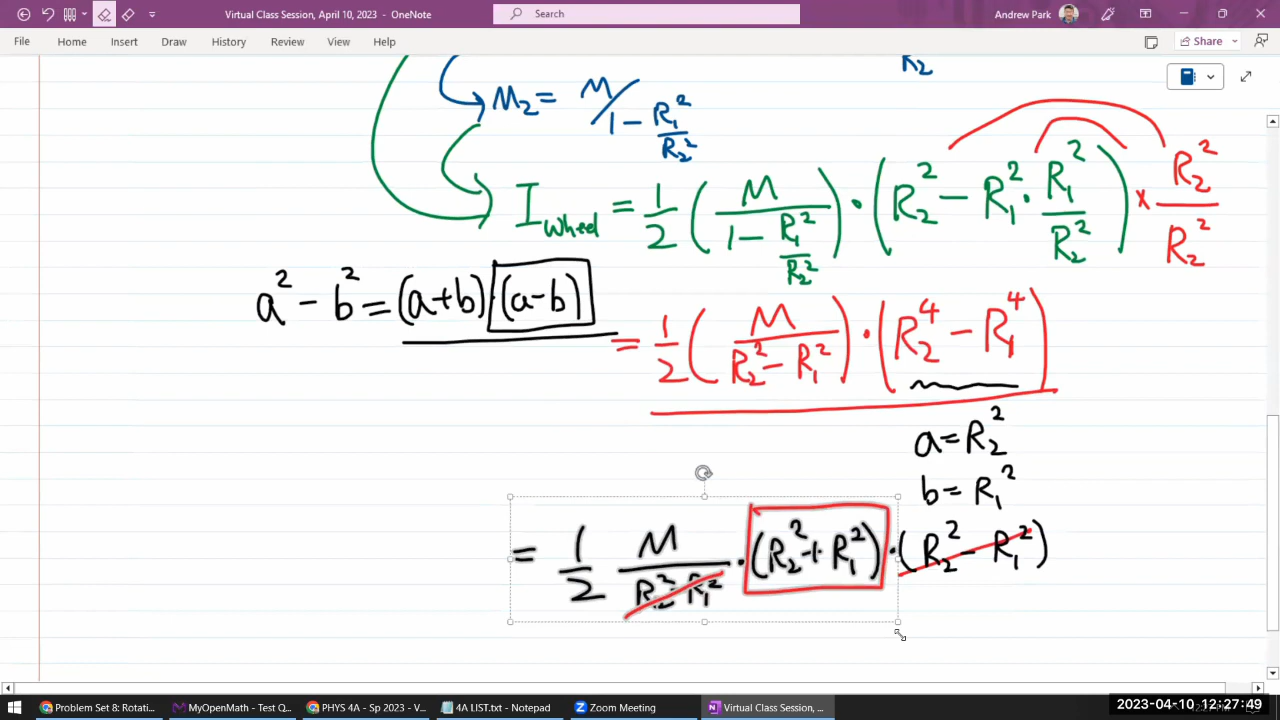 Virtual Class Session, April 10, 2023 - OneNote
Search
Andrew Park
File Home Insert Draw History Review View Help
Share
R₂
M₂ = M / 1 − R₁²/R₂²
I wheel = 1/2 (M / 1 − R₁²/R₂²) · (R₂² − R₁² · R₁²/R₂²) × R₂²/R₂²
a² − b² = (a+b)·(a−b)
= 1/2 (M / R₂² − R₁²) · (R₂⁴ − R₁⁴)
a = R₂²
b = R₁²
= 1/2 M / R₂² − R₁² · (R₂² + R₁²) · (R₂² − R₁²)
Problem Set 8: Rotati...
MyOpenMath - Test Q...
PHYS 4A - Sp 2023 - V...
4A LIST.txt - Notepad
Zoom Meeting
Virtual Class Session, ...
2023-04-10 12:27:49